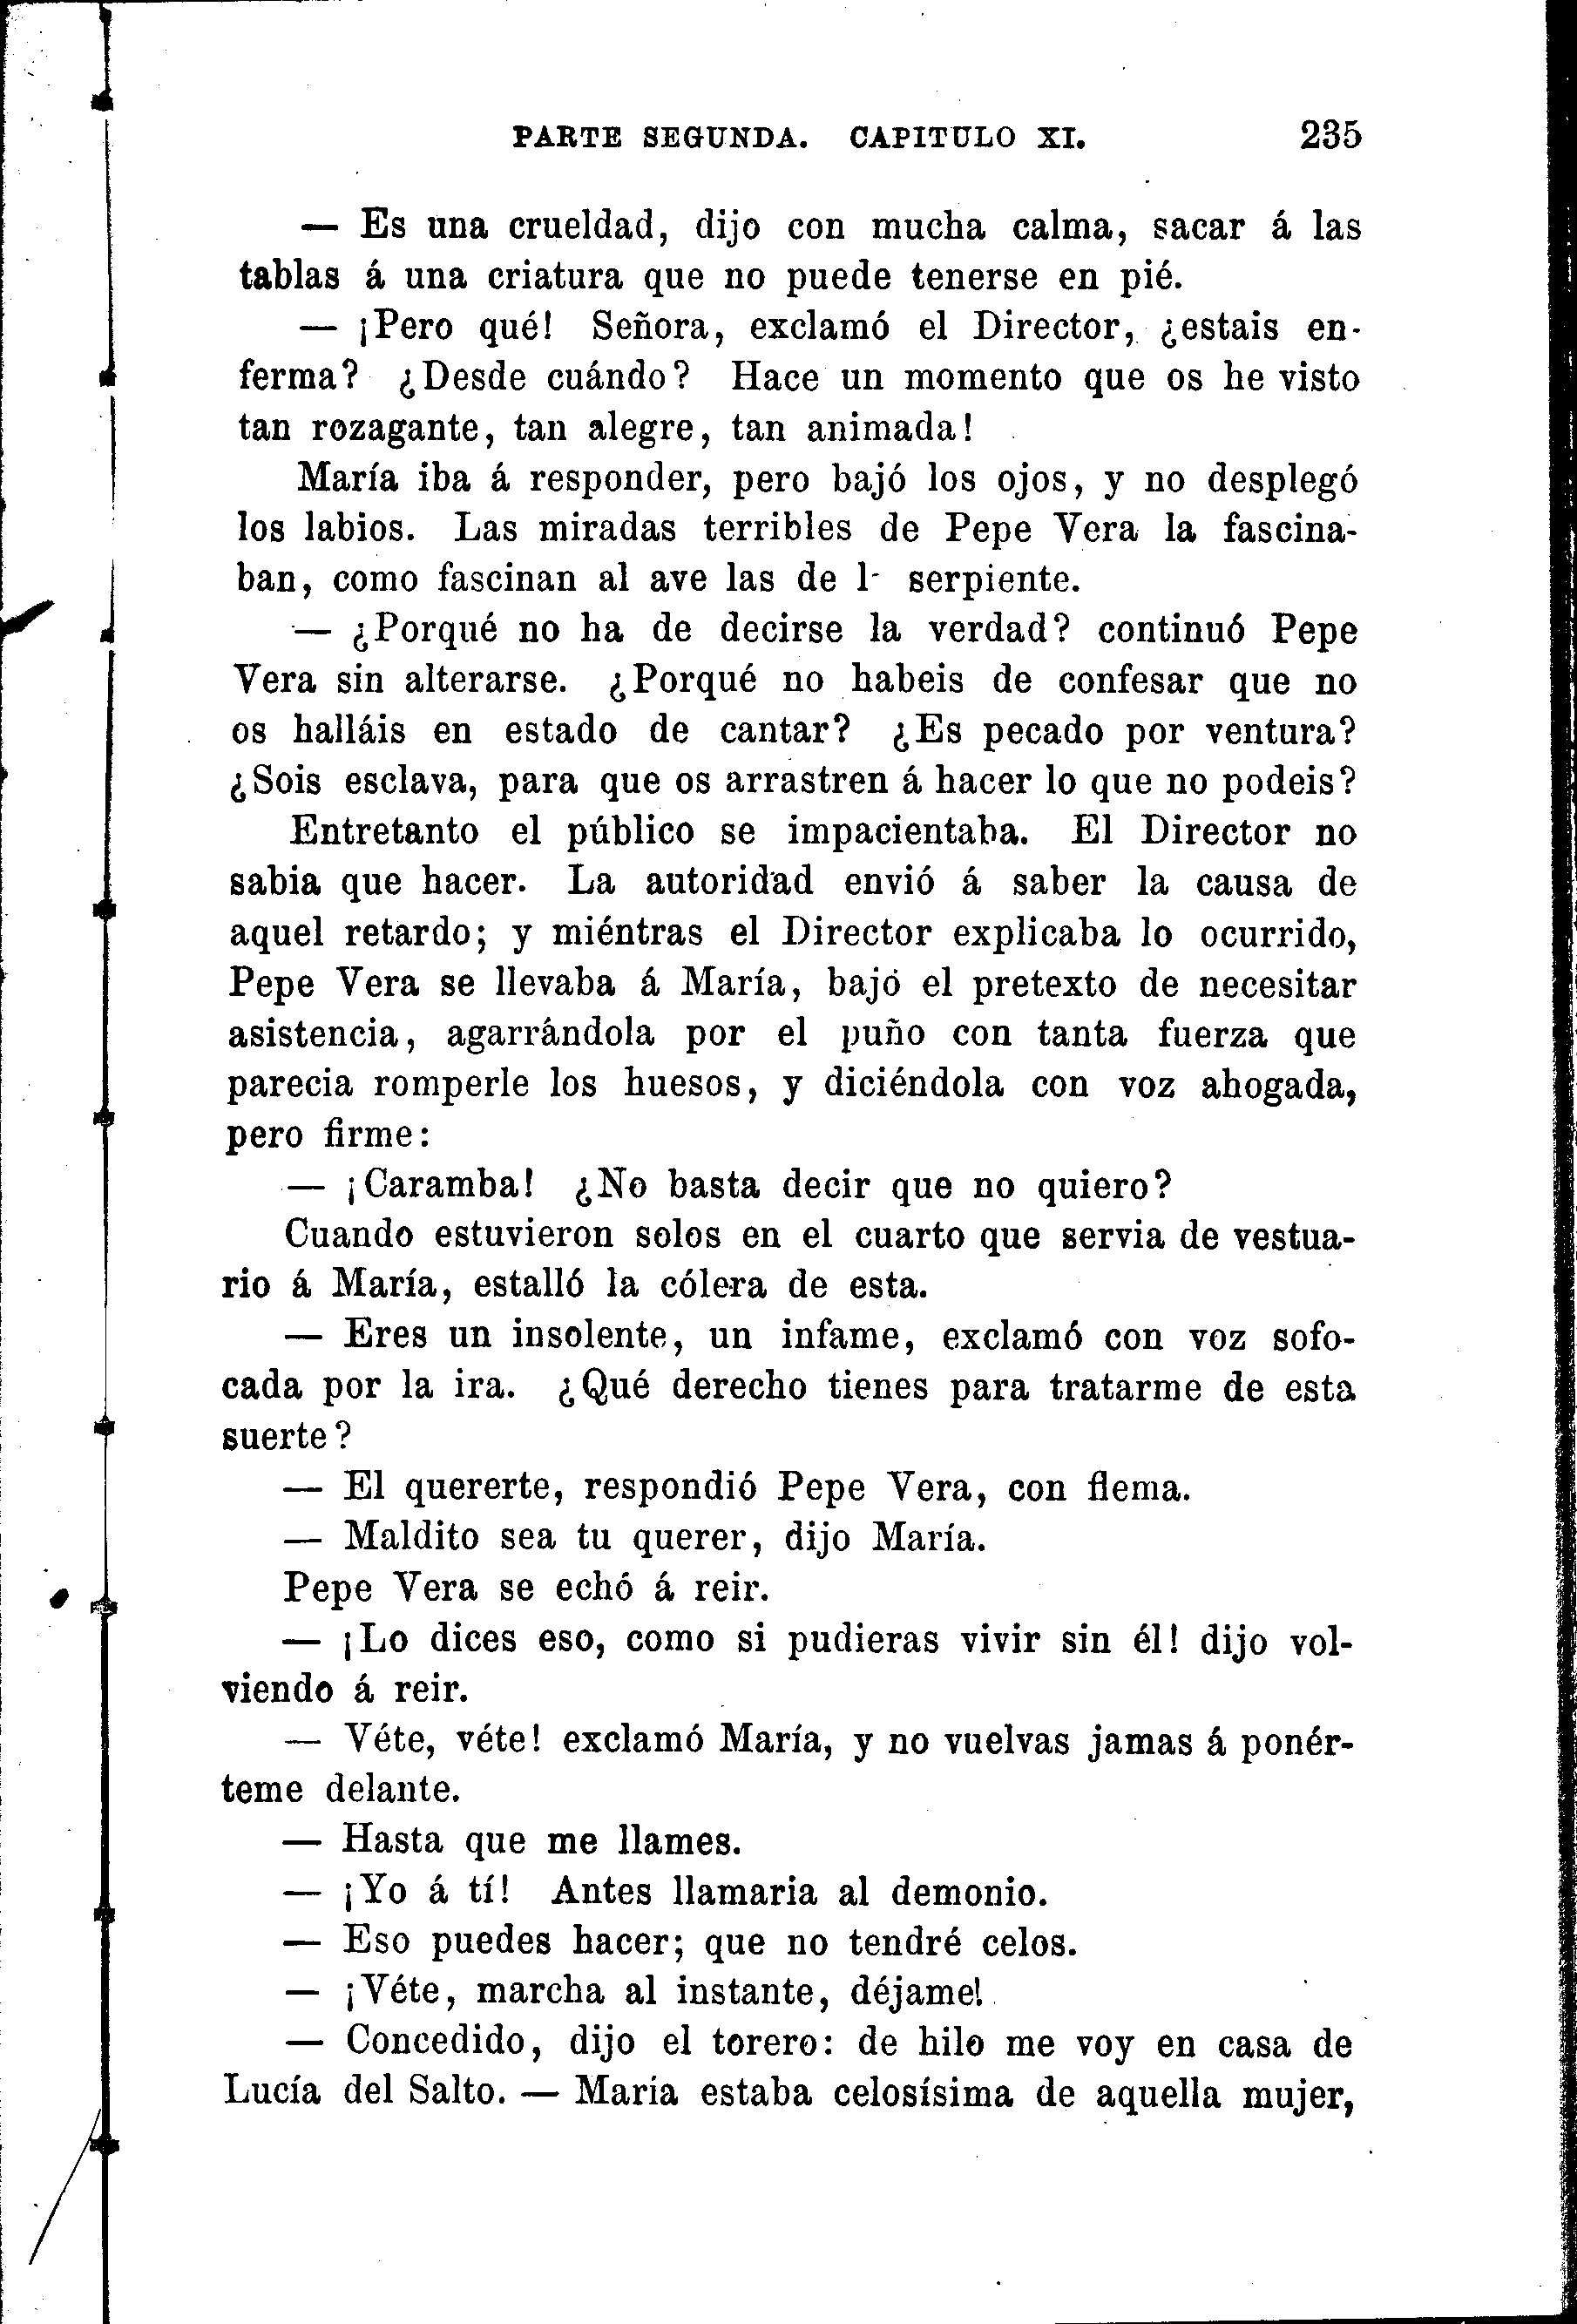 PARTE SEGUNDA. CAPITULO XI. 235
— Es una crueldad, dijo con mucha calma, sacar á las
tablas á una criatura que no puede tenerse en pié.
— ¡Pero qué! Señora, exclamó el Director, ¿estais en-
ferma? ¿Desde cuándo? Hace un momento que os he visto
tan rozagante, tan alegre, tan animada!
María iba á responder, pero bajó los ojos, y no desplegó
los labios. Las miradas terribles de Pepe Vera la fascina-
ban, como fascinan al ave las de l- serpiente.
— ¿Porqué no ha de decirse la verdad? continuó Pepe
Vera sin alterarse. ¿Porqué no habeis de confesar que no
os halláis en estado de cantar? ¿Es pecado por ventura?
¿Sois esclava, para que os arrastren á hacer lo que no podeis?
Entretanto el público se impacientaba. El Director no
sabia que hacer. La autoridad envió á saber la causa de
aquel retardo; y miéntras el Director explicaba lo ocurrido,
Pepe Vera se llevaba á María, bajó el pretexto de necesitar
asistencia, agarrándola por el puño con tanta fuerza que
parecia romperle los huesos, y diciéndola con voz ahogada,
pero firme:
— ¡Caramba! ¿No basta decir que no quiero?
Cuando estuvieron solos en el cuarto que servia de vestua-
rio á María, estalló la cólera de esta.
— Eres un insolente, un infame, exclamó con voz sofo-
cada por la ira. ¿Qué derecho tienes para tratarme de esta
suerte?
— El quererte, respondió Pepe Vera, con flema.
— Maldito sea tu querer, dijo María.
Pepe Vera se echó á reir.
— ¡Lo dices eso, como si pudieras vivir sin él! dijo vol-
viendo á reir.
— Véte, véte! exclamó María, y no vuelvas jamas á ponér-
teme delante.
— Hasta que me llames.
— ¡Yo á tí! Antes llamaria al demonio.
— Eso puedes hacer; que no tendré celos.
— ¡Véte, marcha al instante, déjame!
— Concedido, dijo el torero: de hilo me voy en casa de
Lucía del Salto. — Maria estaba celosísima de aquella mujer,